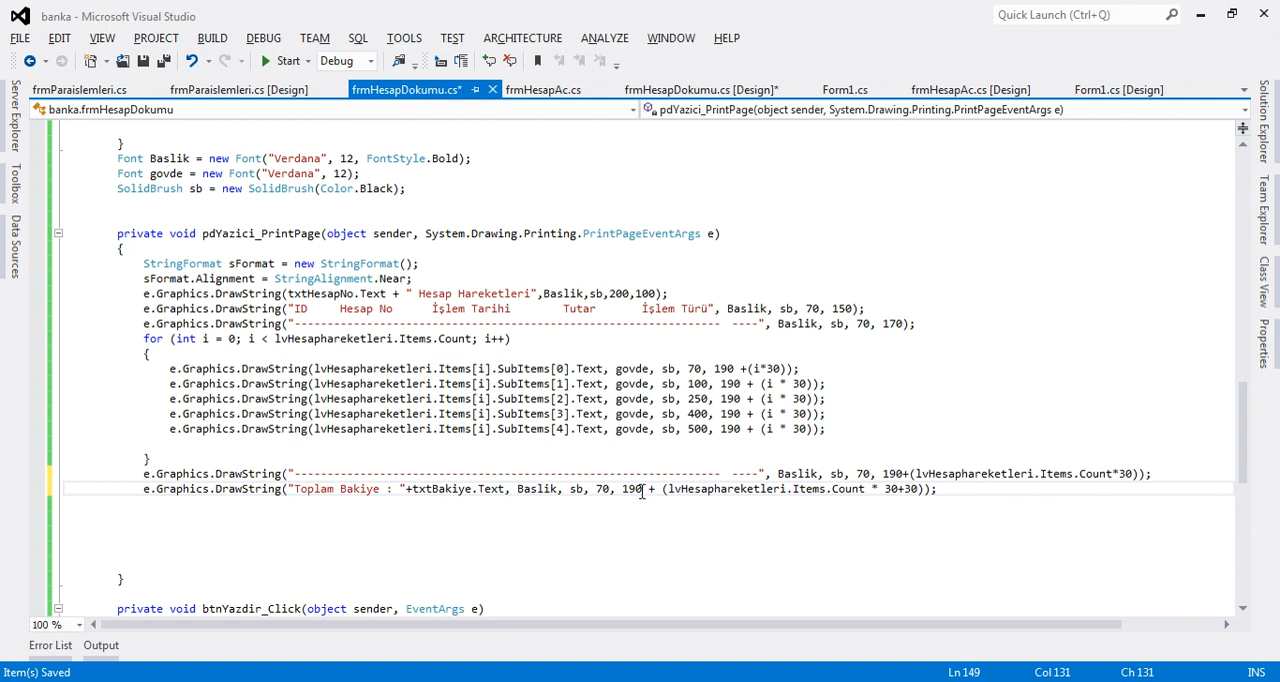 banka - Microsoft Visual Studio
Quick Launch (Ctrl+Q)
FILE EDIT VIEW PROJECT BUILD DEBUG TEAM SQL TOOLS TEST ARCHITECTURE ANALYZE WINDOW HELP
Start Debug
frmParaislemleri.cs frmParaislemleri.cs [Design] frmHesapDokumu.cs* frmHesapAc.cs frmHesapDokumu.cs [Design]* Form1.cs frmHesapAc.cs [Design] Form1.cs [Design]
banka.frmHesapDokumu pdYazici_PrintPage(object sender, System.Drawing.Printing.PrintPageEventArgs e)
Server Explorer
Toolbox
Data Sources
}
Font Baslik = new Font("Verdana", 12, FontStyle.Bold);
Font govde = new Font("Verdana", 12);
SolidBrush sb = new SolidBrush(Color.Black);
private void pdYazici_PrintPage(object sender, System.Drawing.Printing.PrintPageEventArgs e)
{
StringFormat sFormat = new StringFormat();
sFormat.Alignment = StringAlignment.Near;
e.Graphics.DrawString(txtHesapNo.Text + " Hesap Hareketleri",Baslik,sb,200,100);
e.Graphics.DrawString("ID Hesap No İşlem Tarihi Tutar İşlem Türü", Baslik, sb, 70, 150);
e.Graphics.DrawString("----------------------------------------------------------------- ----", Baslik, sb, 70, 170);
for (int i = 0; i < lvHesaphareketleri.Items.Count; i++)
{
e.Graphics.DrawString(lvHesaphareketleri.Items[i].SubItems[0].Text, govde, sb, 70, 190 +(i*30));
e.Graphics.DrawString(lvHesaphareketleri.Items[i].SubItems[1].Text, govde, sb, 100, 190 + (i * 30));
e.Graphics.DrawString(lvHesaphareketleri.Items[i].SubItems[2].Text, govde, sb, 250, 190 + (i * 30));
e.Graphics.DrawString(lvHesaphareketleri.Items[i].SubItems[3].Text, govde, sb, 400, 190 + (i * 30));
e.Graphics.DrawString(lvHesaphareketleri.Items[i].SubItems[4].Text, govde, sb, 500, 190 + (i * 30));
}
e.Graphics.DrawString("----------------------------------------------------------------- ----", Baslik, sb, 70, 190+(lvHesaphareketleri.Items.Count*30));
e.Graphics.DrawString("Toplam Bakiye : "+txtBakiye.Text, Baslik, sb, 70, 190 + (lvHesaphareketleri.Items.Count * 30+30));
}
private void btnYazdir_Click(object sender, EventArgs e)
Solution Explorer
Team Explorer
Class View
Properties
100 %
Error List Output
Item(s) Saved Ln 149 Col 131 Ch 131 INS